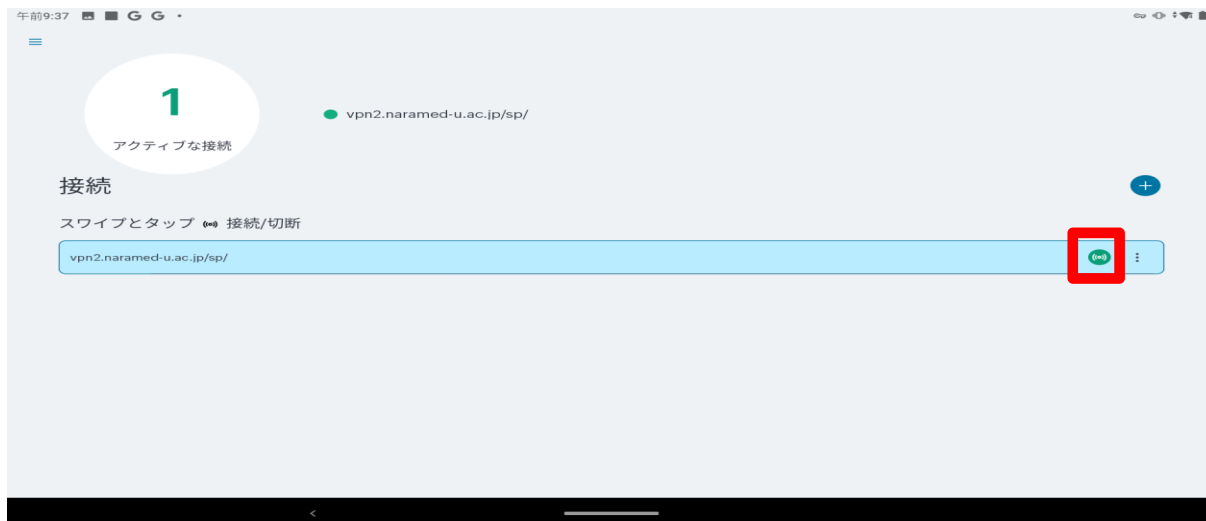 午前9:37 G G
1
アクティブな接続
vpn2.naramed-u.ac.jp/sp/
接続
スワイプとタップ 接続/切断
vpn2.naramed-u.ac.jp/sp/